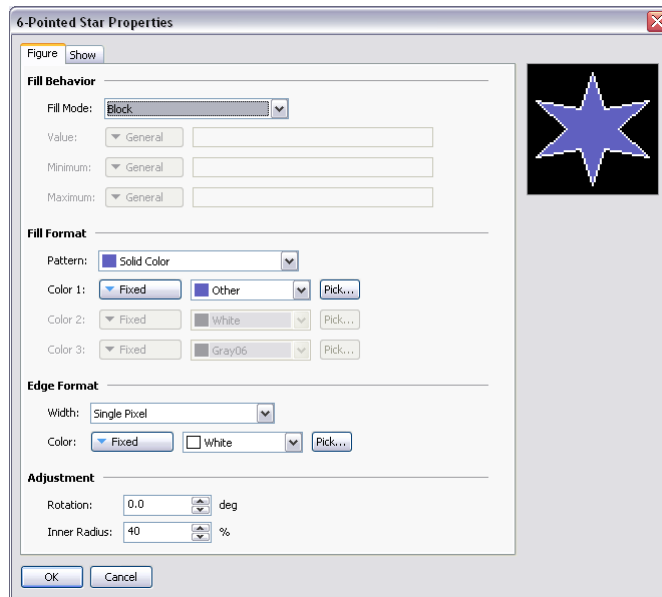 6-Pointed Star Properties
Figure Show
Fill Behavior
Fill Mode: Block
Value: General
Minimum: General
Maximum: General
Fill Format
Pattern: Solid Color
Color 1: Fixed Other Pick...
Color 2: Fixed White Pick...
Color 3: Fixed Gray06 Pick...
Edge Format
Width: Single Pixel
Color: Fixed White Pick...
Adjustment
Rotation: 0.0 deg
Inner Radius: 40 %
OK Cancel